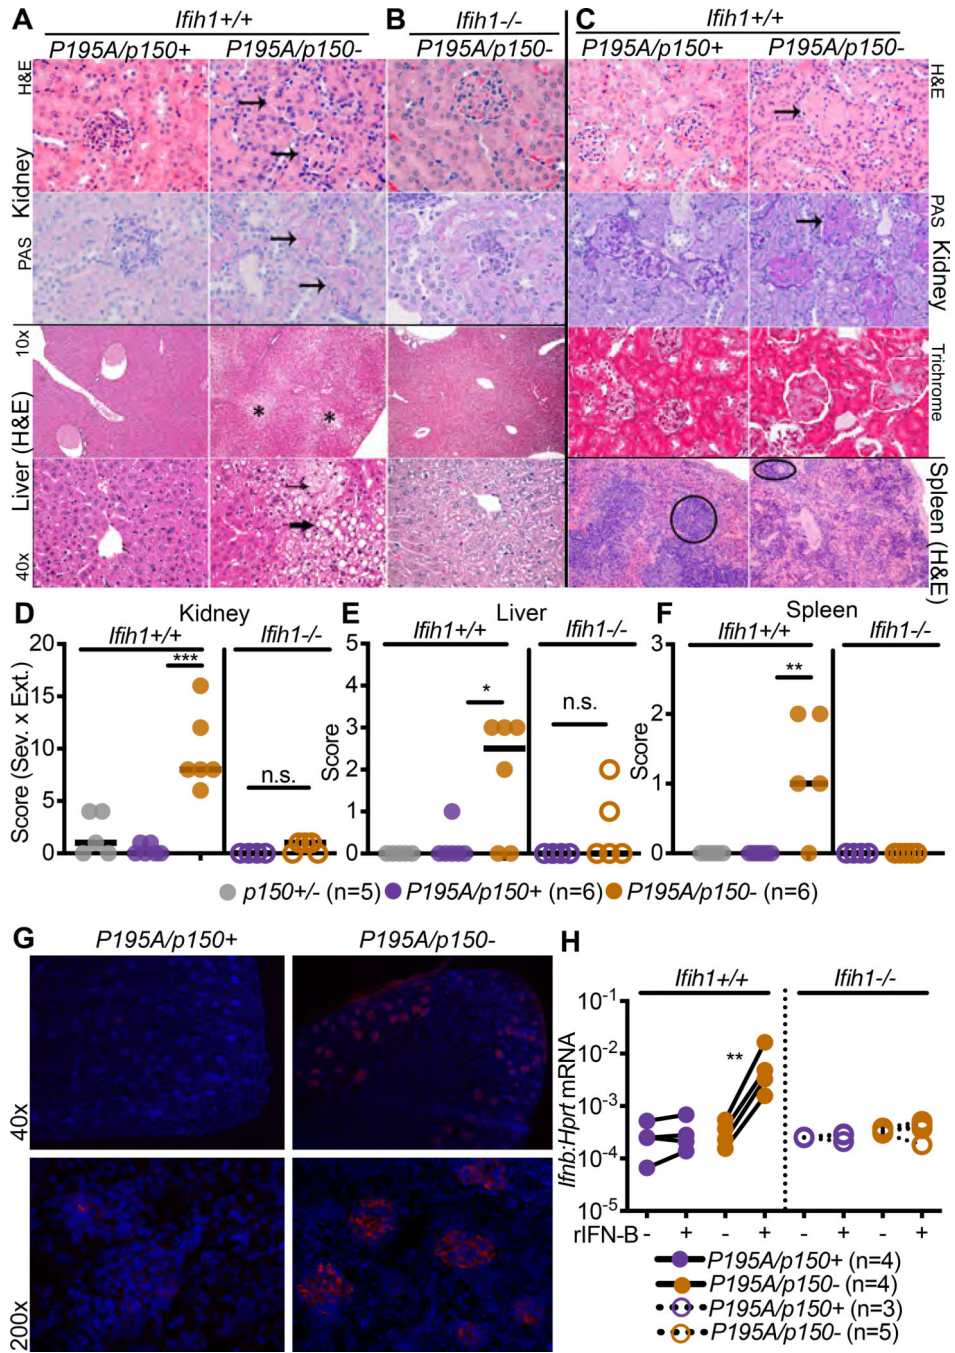 A
Ifih1+/+
P195A/p150+
P195A/p150-
B
Ifih1-/-
P195A/p150-
C
Ifih1+/+
P195A/p150+
P195A/p150-
H&E
PAS
Kidney
10x
40x
Liver (H&E)
*
*
H&E
PAS
Kidney
Trichrome
Spleen (H&E)
D
Kidney
Ifih1+/+
Ifih1-/-
***
n.s.
Score (Sev. x Ext.)
20
15
10
5
0
E
Liver
Ifih1+/+
Ifih1-/-
*
n.s.
Score
5
4
3
2
1
0
F
Spleen
Ifih1+/+
Ifih1-/-
**
Score
3
2
1
0
p150+/- (n=5)
P195A/p150+ (n=6)
P195A/p150- (n=6)
G
P195A/p150+
P195A/p150-
40x
200x
H
Ifih1+/+
Ifih1-/-
**
Ifnb:Hprt mRNA
10-1
10-2
10-3
10-4
10-5
rIFN-B - + - + - + - +
P195A/p150+ (n=4)
P195A/p150- (n=4)
P195A/p150+ (n=3)
P195A/p150- (n=5)